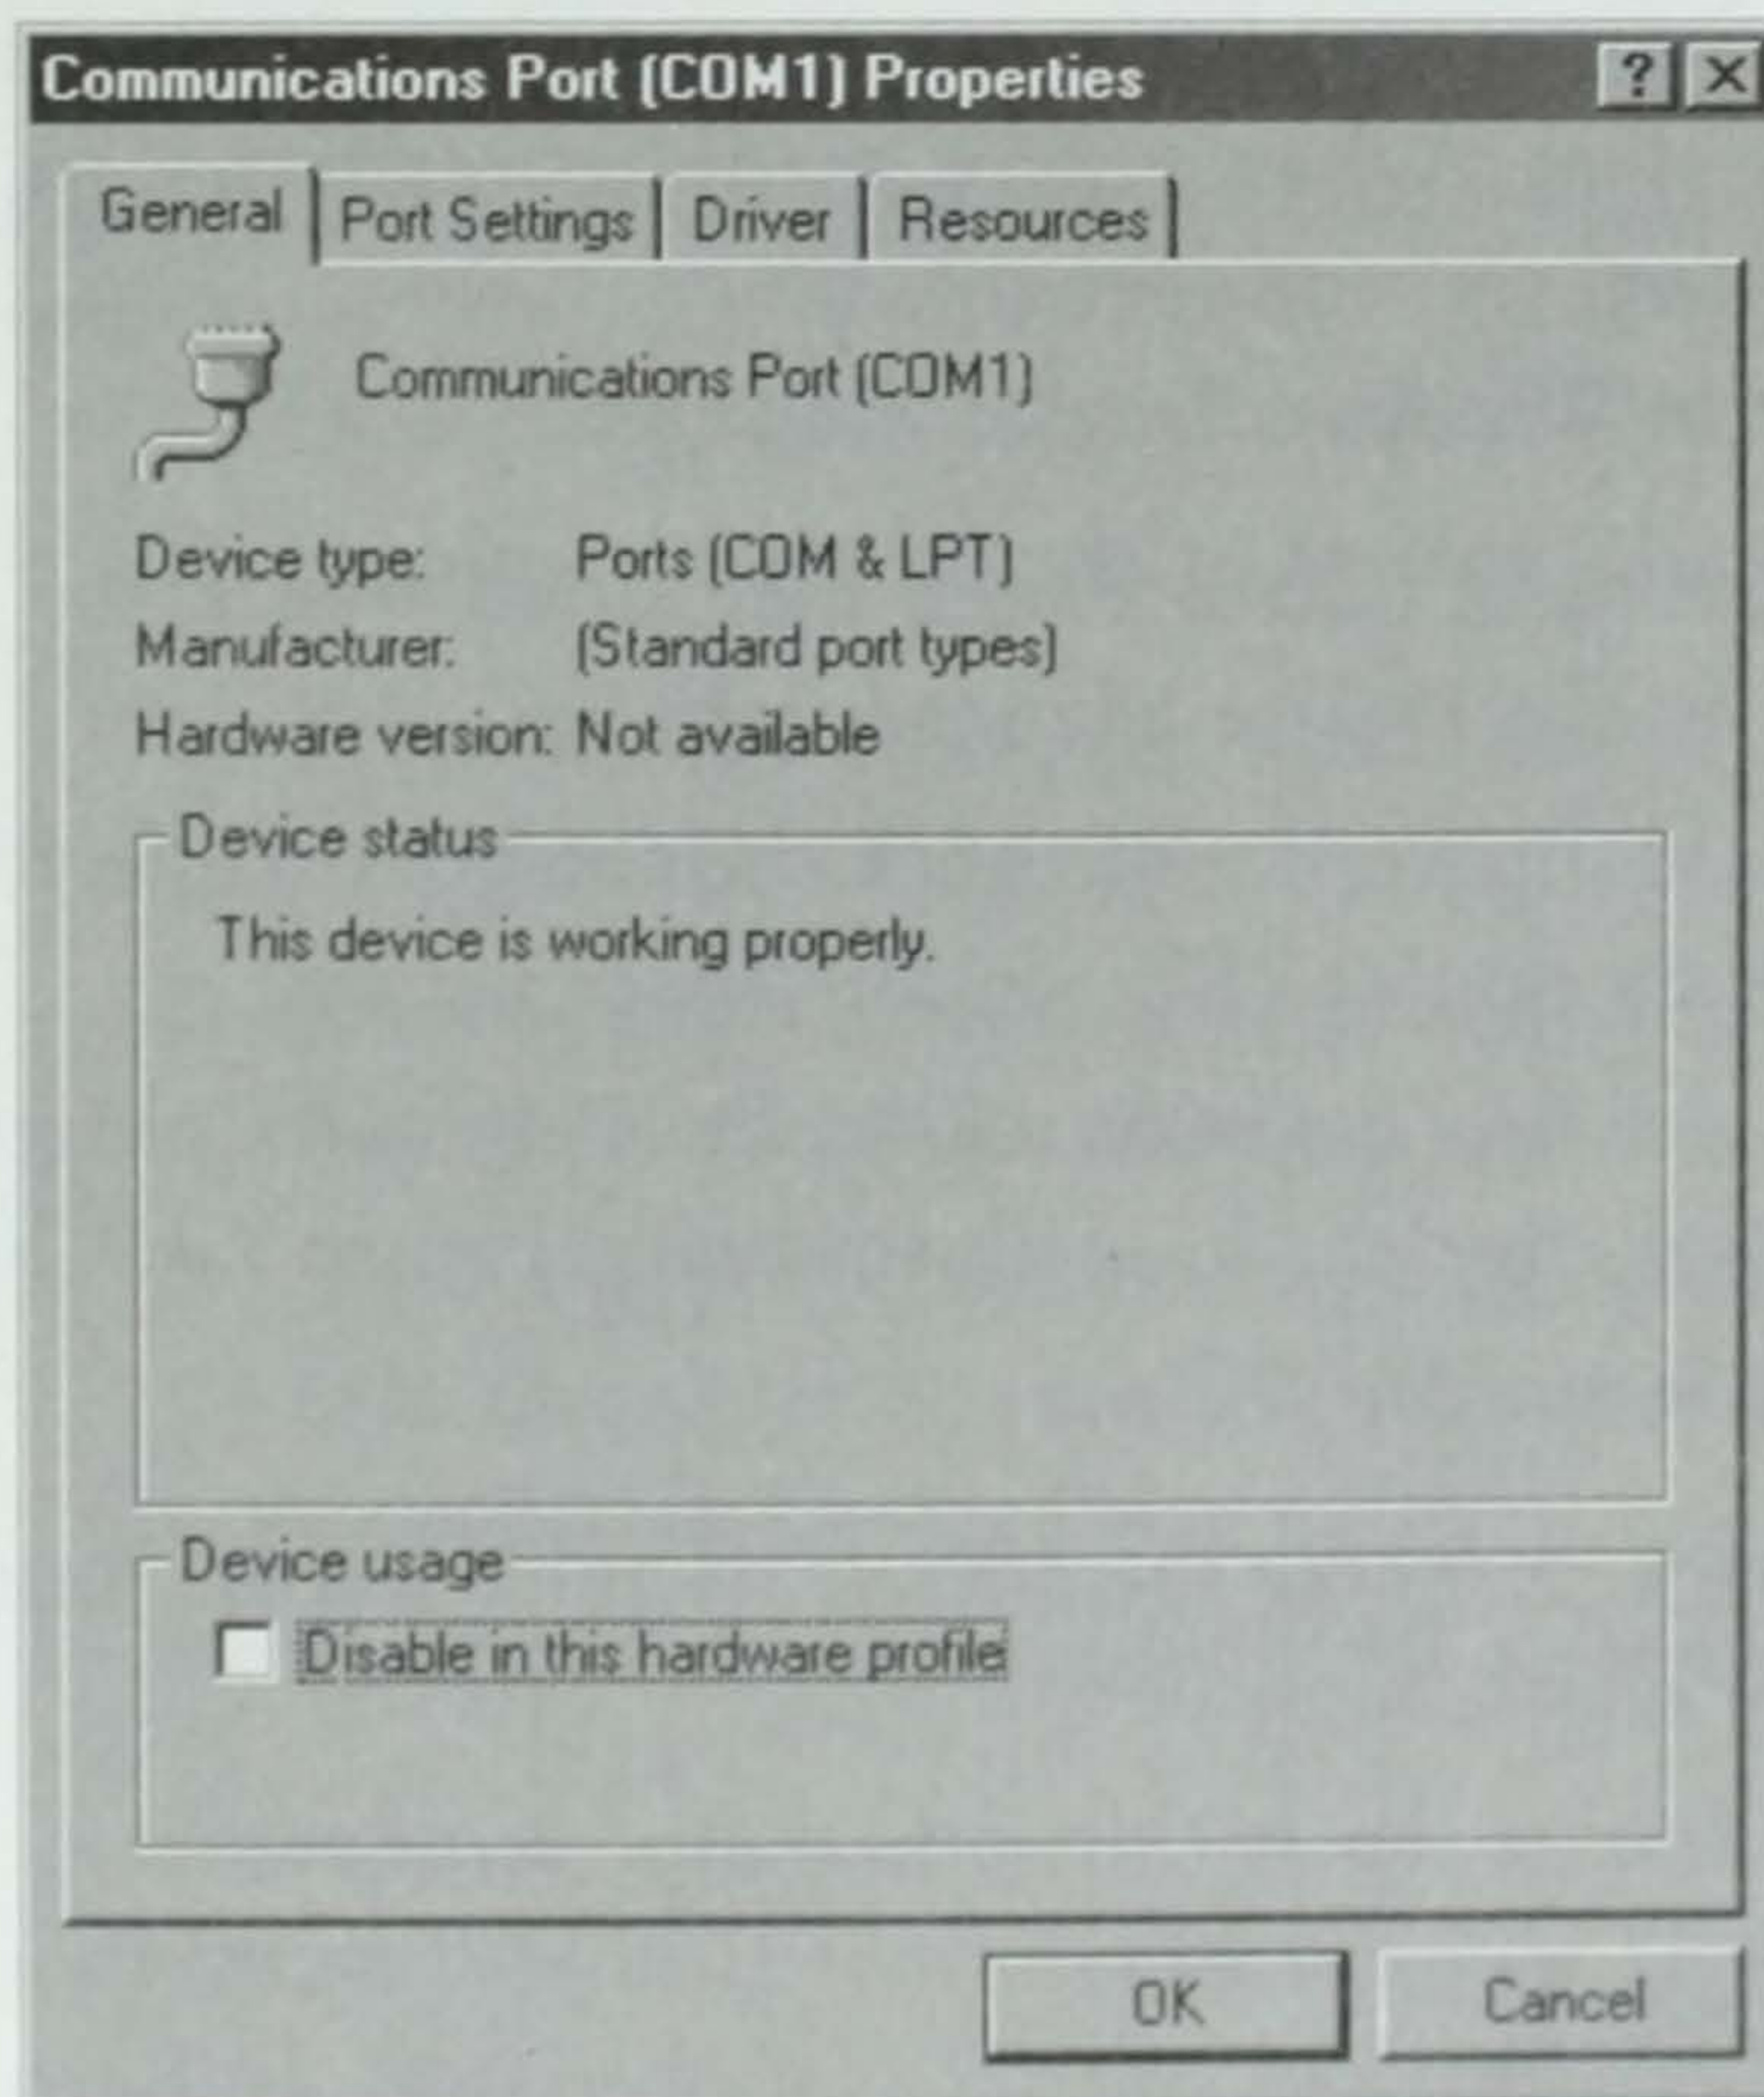 Communications Port (COM1) Properties
General Port Settings Driver Resources
Communications Port (COM1)
Device type: Ports (COM & LPT)
Manufacturer: (Standard port types)
Hardware version: Not available
Device status
This device is working properly.
Device usage
Disable in this hardware profile
OK Cancel